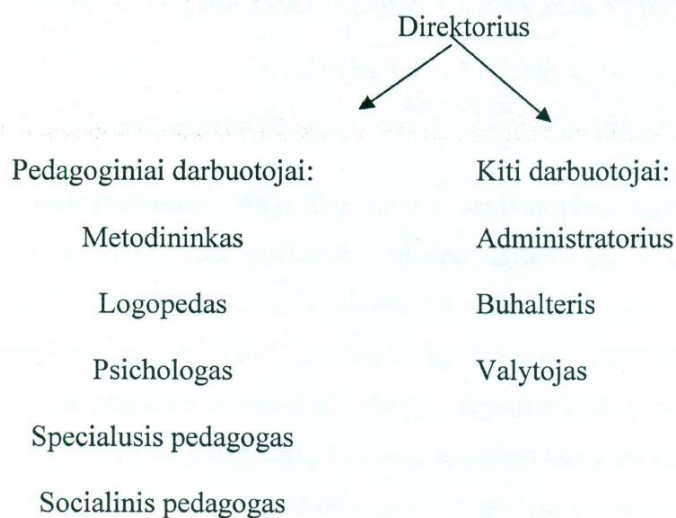 Direktorius
Pedagoginiai darbuotojai:
Metodininkas
Logopedas
Psichologas
Specialusis pedagogas
Socialinis pedagogas
Kiti darbuotojai:
Administratorius
Buhalteris
Valytojas